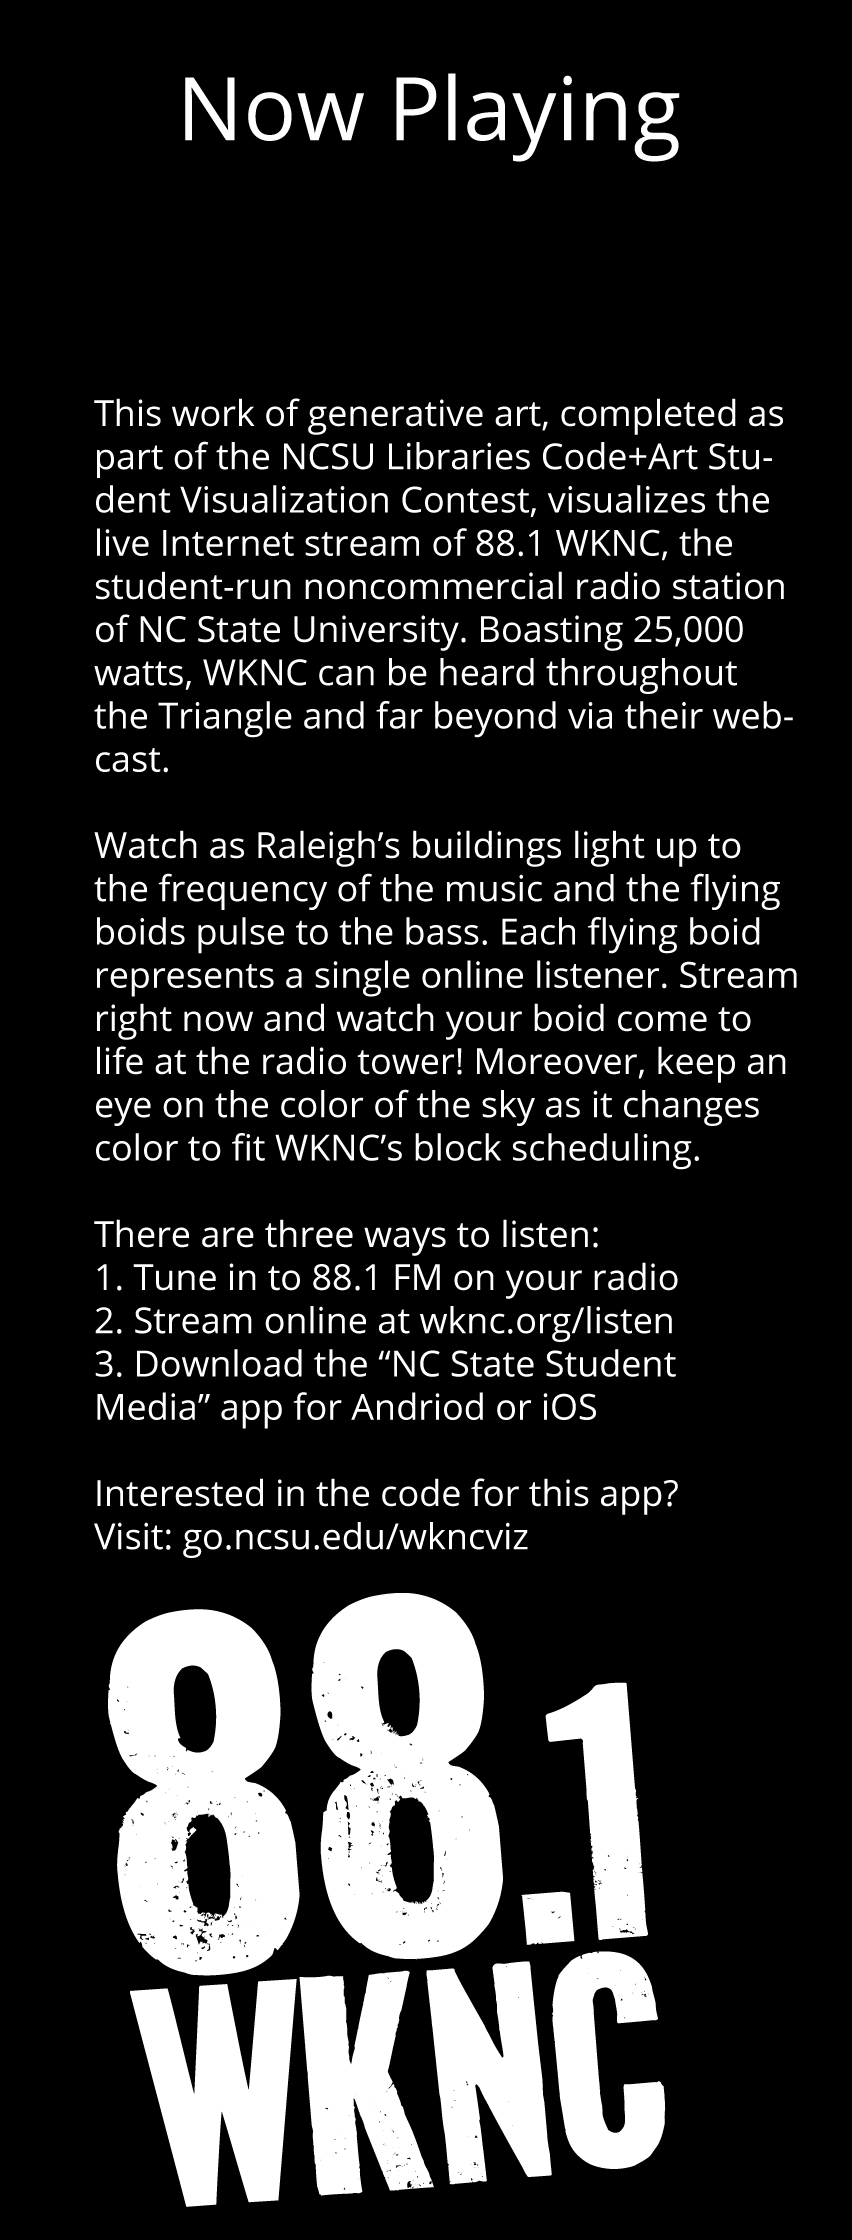 Now Playing
This work of generative art, completed as
part of the NCSU Libraries Code+Art Stu-
dent Visualization Contest, visualizes the
live Internet stream of 88.1 WKNC, the
student-run noncommercial radio station
of NC State University. Boasting 25,000
watts, WKNC can be heard throughout
the Triangle and far beyond via their web-
cast.
Watch as Raleigh’s buildings light up to
the frequency of the music and the flying
boids pulse to the bass. Each flying boid
represents a single online listener. Stream
right now and watch your boid come to
life at the radio tower! Moreover, keep an
eye on the color of the sky as it changes
color to fit WKNC’s block scheduling.
There are three ways to listen:
1. Tune in to 88.1 FM on your radio
2. Stream online at wknc.org/listen
3. Download the “NC State Student
Media” app for Andriod or iOS
Interested in the code for this app?
Visit: go.ncsu.edu/wkncviz
88.1
WKNC